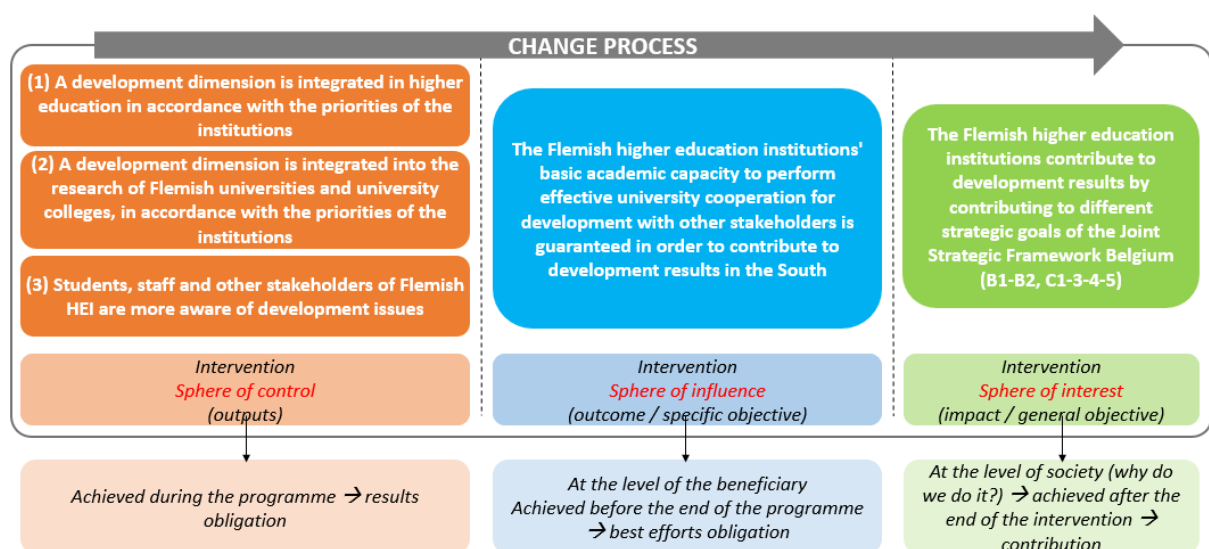 CHANGE PROCESS
(1) A development dimension is integrated in higher
education in accordance with the priorities of the
institutions
(2) A development dimension is integrated into the
research of Flemish universities and university
colleges, in accordance with the priorities of the
institutions
(3) Students, staff and other stakeholders of Flemish
HEI are more aware of development issues
The Flemish higher education institutions'
basic academic capacity to perform
effective university cooperation for
development with other stakeholders is
guaranteed in order to contribute to
development results in the South
The Flemish higher education
institutions contribute to
development results by
contributing to different
strategic goals of the Joint
Strategic Framework Belgium
(B1-B2, C1-3-4-5)
Intervention
Sphere of control
(outputs)
Intervention
Sphere of influence
(outcome / specific objective)
Intervention
Sphere of interest
(impact / general objective)
Achieved during the programme → results
obligation
At the level of the beneficiary
Achieved before the end of the programme
→ best efforts obligation
At the level of society (why do
we do it?) → achieved after the
end of the intervention →
contribution